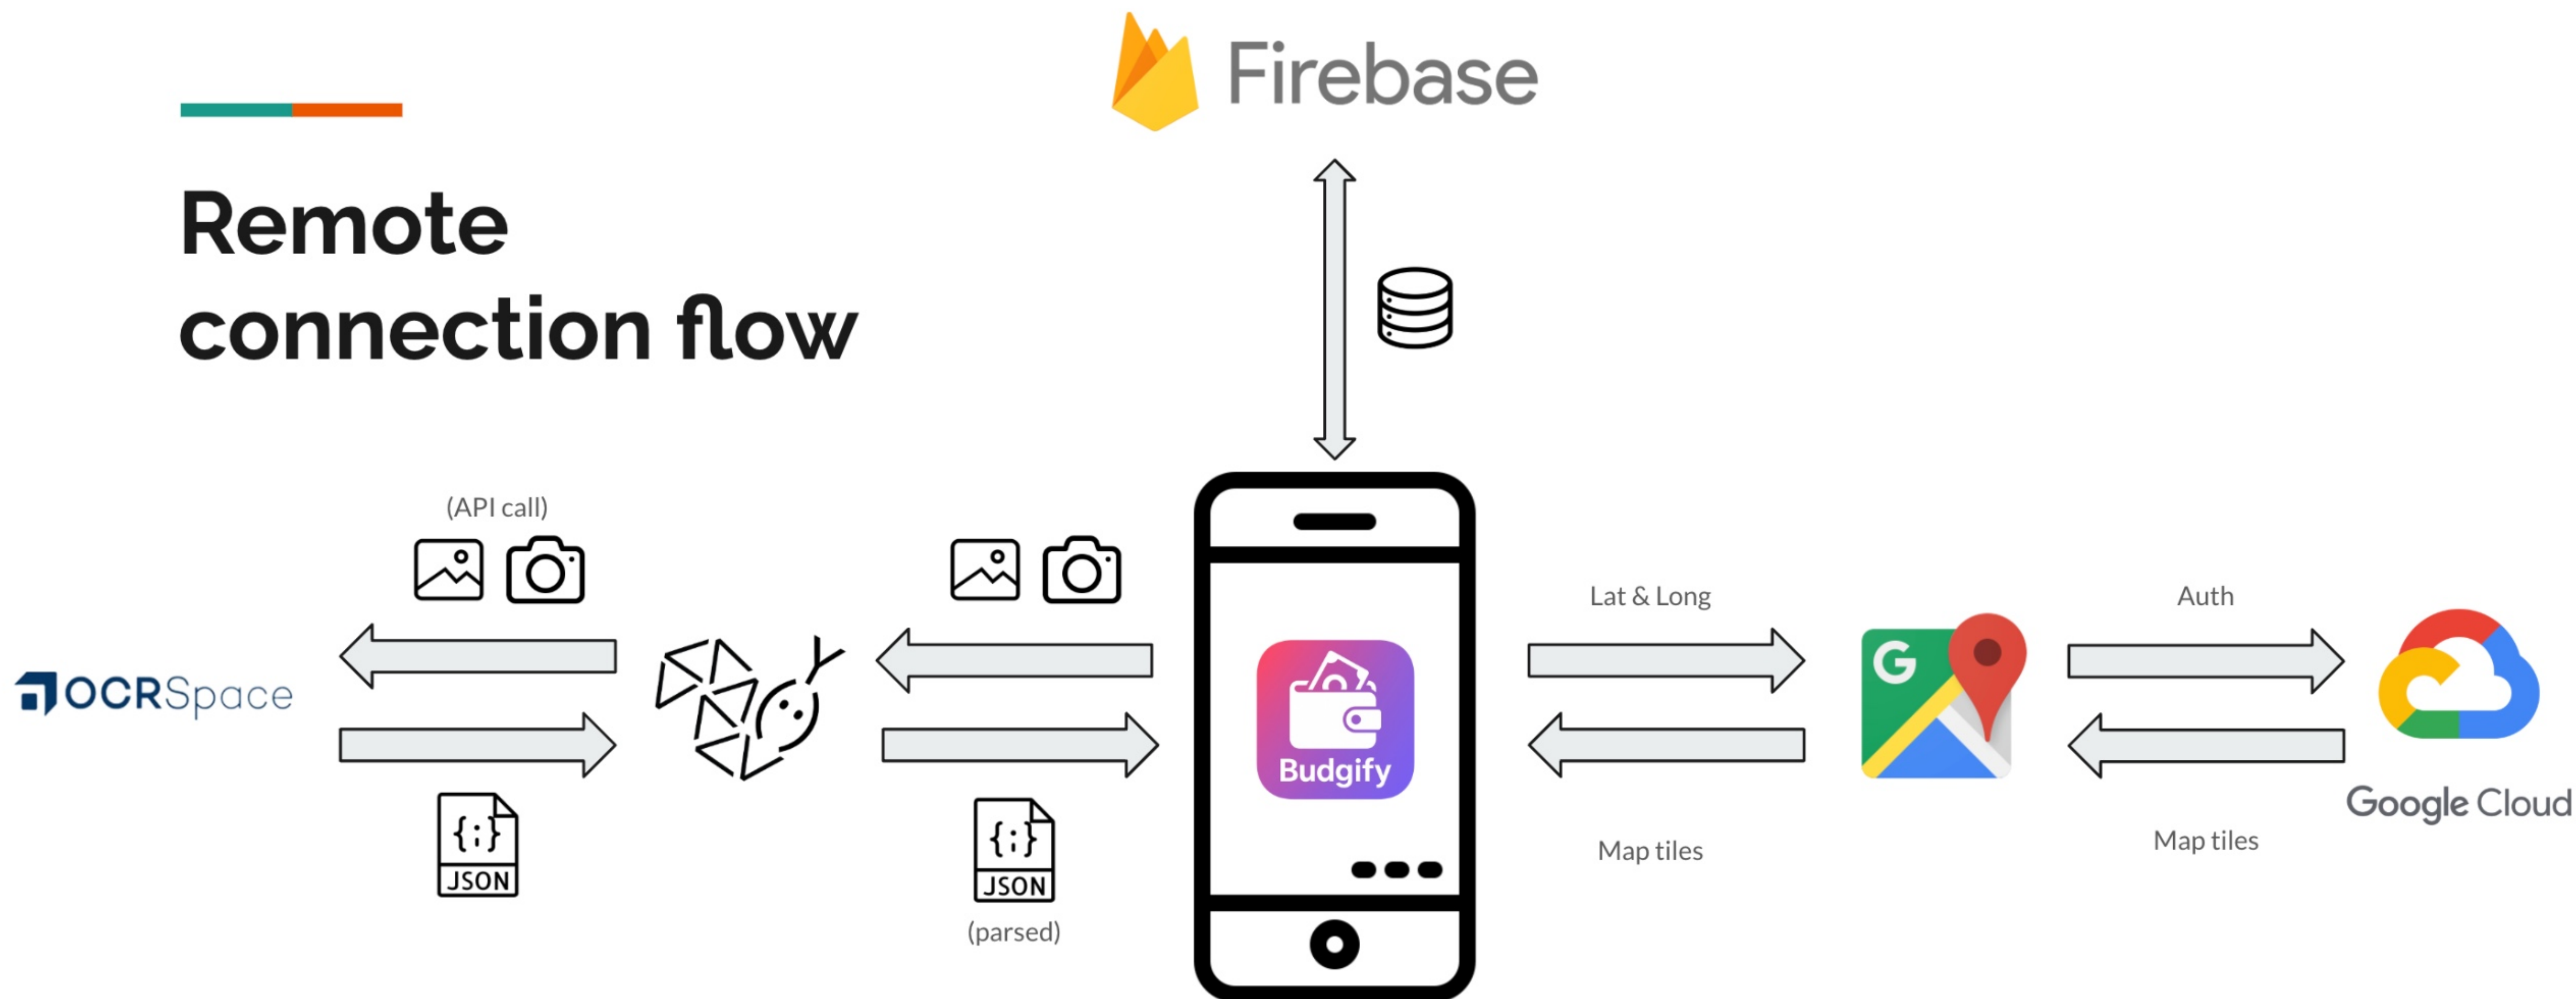 Firebase
Remote
connection flow
(API call)
Lat & Long
Auth
OCRSpace
G
Budgify
Google Cloud
Map tiles
Map tiles
{;}
JSON
{;}
JSON
(parsed)